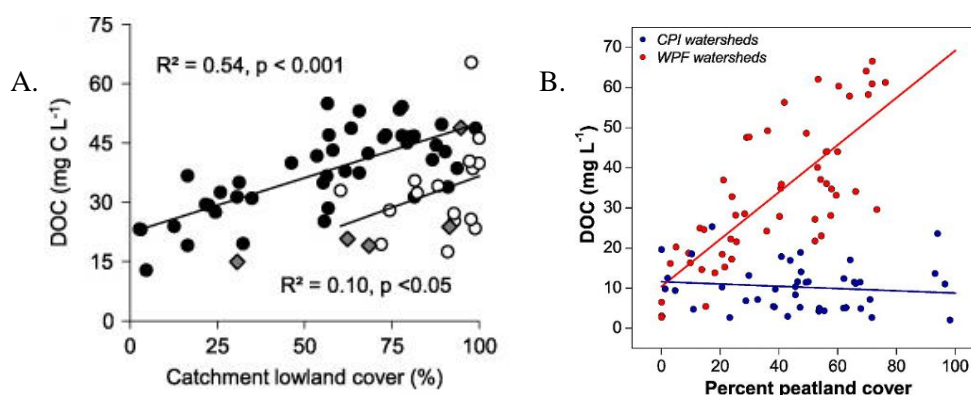 A.
75
60
45
30
15
0
DOC (mg C L⁻¹)
R² = 0.54, p < 0.001
R² = 0.10, p <0.05
0 25 50 75 100
Catchment lowland cover (%)
B.
CPI watersheds
WPF watersheds
70
60
50
40
30
20
10
0
DOC (mg L⁻¹)
0 20 40 60 80 100
Percent peatland cover